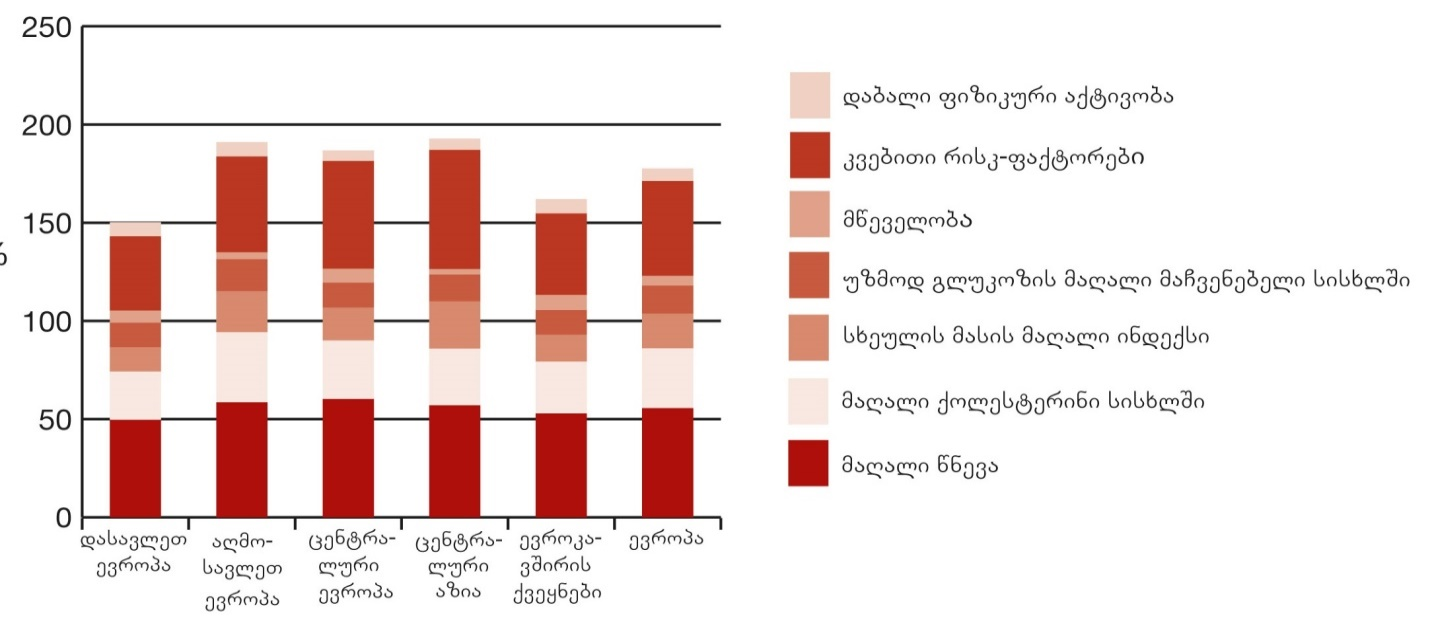 250
200
150
%
100
50
0
დასავლეთ
ევროპა
აღმო-
სავლეთ
ევროპა
ცენტრა-
ლური
ევროპა
ცენტრა-
ლური
აზია
ევროკა-
ვშირის
ქვეყნები
ევროპა
დაბალი ფიზიკური აქტივობა
კვებითი რისკ-ფაქტორები
მწეველობა
უზმოდ გლუკოზის მაღალი მაჩვენებელი სისხლში
სხეულის მასის მაღალი ინდექსი
მაღალი ქოლესტერინი სისხლში
მაღალი წნევა